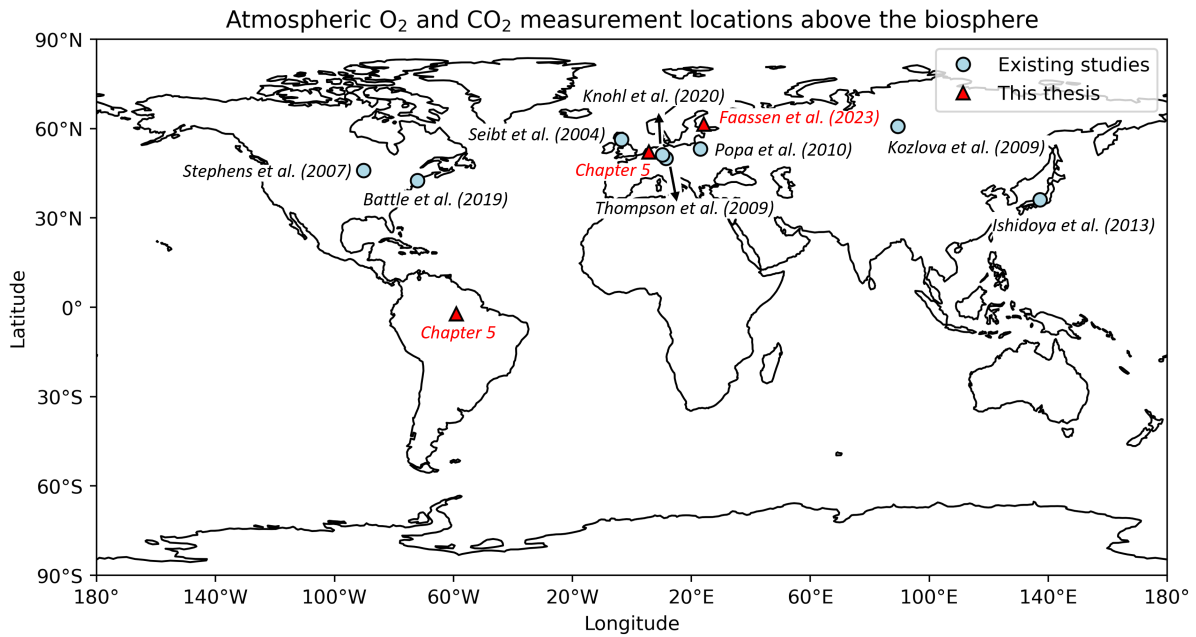 Atmospheric O₂ and CO₂ measurement locations above the biosphere
Existing studies
This thesis
Knohl et al. (2020)
Faassen et al. (2023)
Seibt et al. (2004)
Kozlova et al. (2009)
Popa et al. (2010)
Stephens et al. (2007)
Chapter 5
Battle et al. (2019)
Thompson et al. (2009)
Ishidoya et al. (2013)
Chapter 5
90°N
60°N
30°N
0°
30°S
60°S
90°S
Latitude
180° 140°W 100°W 60°W 20°W 20°E 60°E 100°E 140°E 180°
Longitude